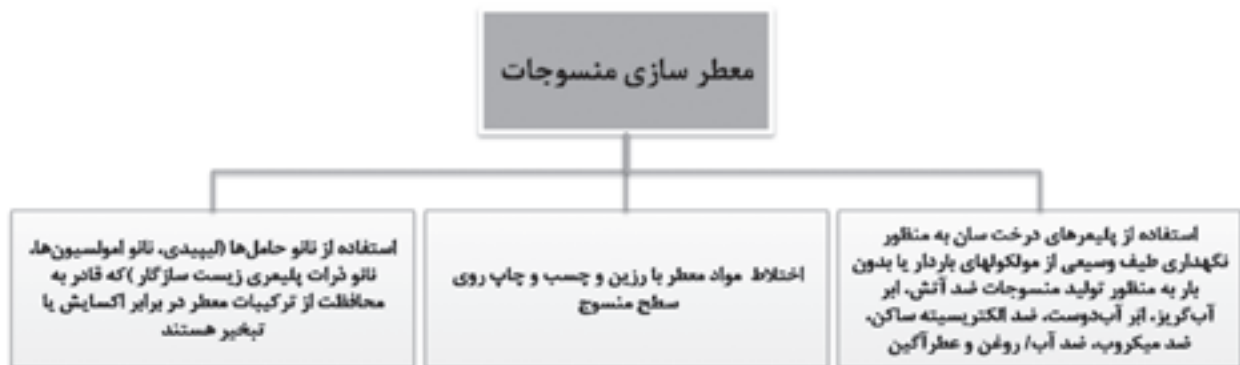 معطر سازی منسوجات
استفاده از پلیمرهای درخت سان به منظور
نگهداری طیف وسیعی از مولکولهای باردار یا بدون
بار به منظور تولید منسوجات ضد آتش، ابر
آب‌گریز، ابر آب‌دوست، ضد الکتریسیته ساکن،
ضد میکروب، ضد آب/ روغن و عطرآگین
اختلاط مواد معطر با رزین و چسب و چاپ روی
سطح منسوج
استفاده از نانو حامل‌ها (لیپیدی، نانو امولسیون‌ها،
نانو ذرات پلیمری زیست سازگار )که قادر به
محافظت از ترکیبات معطر در برابر اکسایش یا
تبخیر هستند